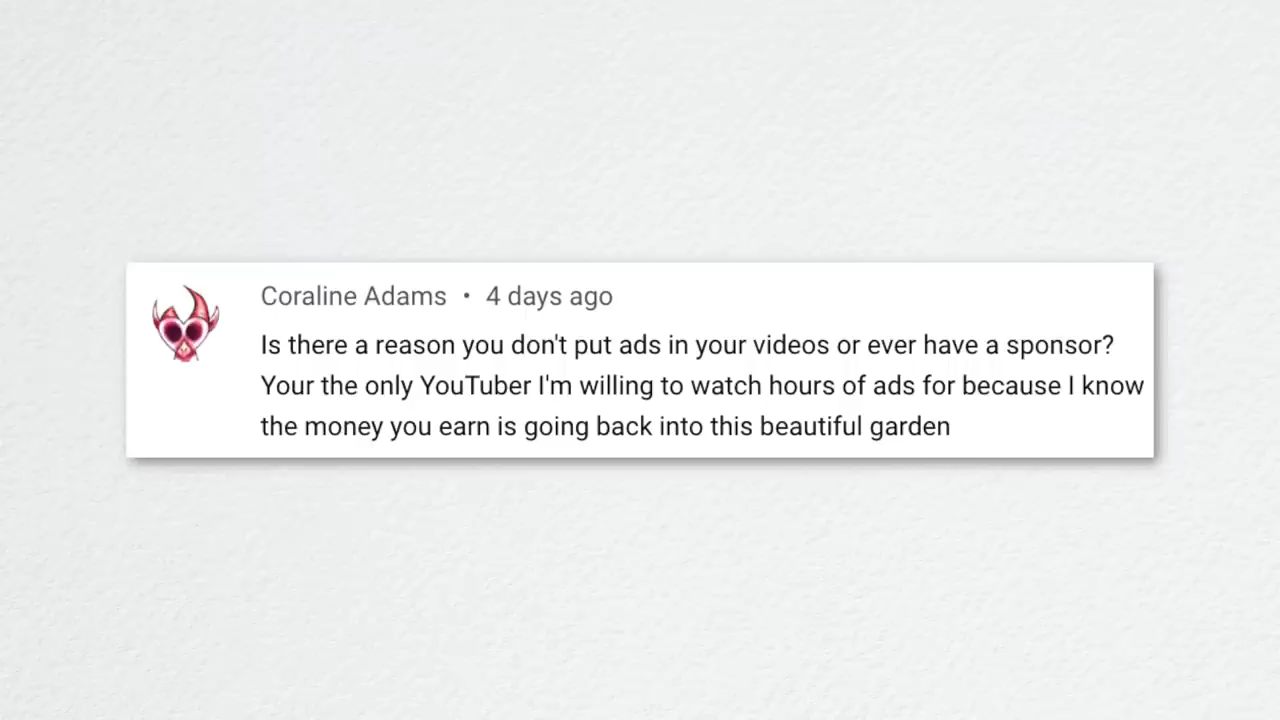 Coraline Adams • 4 days ago
Is there a reason you don't put ads in your videos or ever have a sponsor?
Your the only YouTuber I'm willing to watch hours of ads for because I know
the money you earn is going back into this beautiful garden